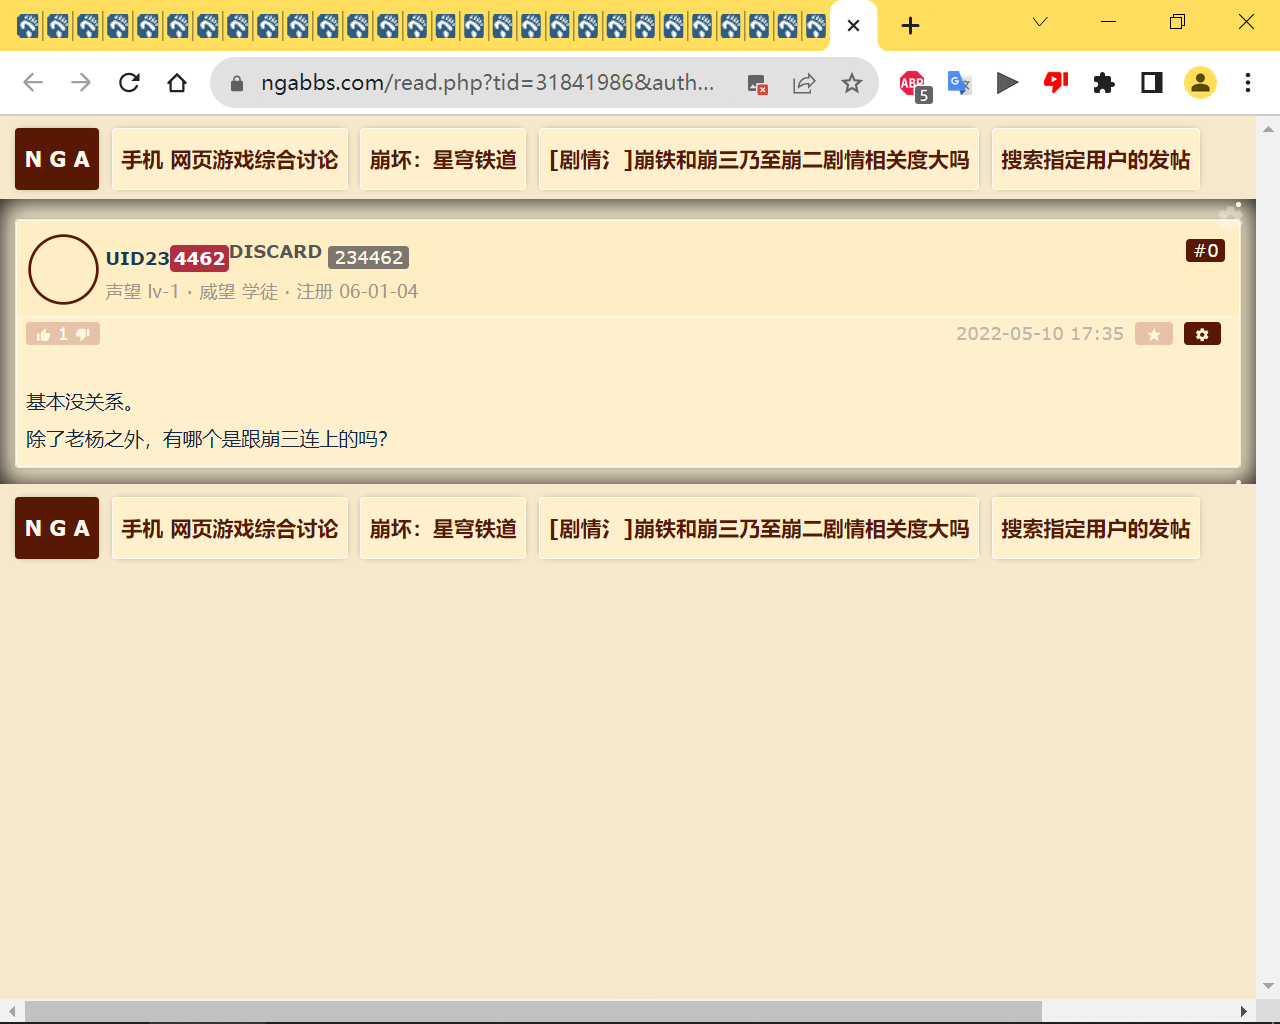 ngabbs.com/read.php?tid=31841986&auth...
ABP
5
N G A
手机 网页游戏综合讨论
崩坏：星穹铁道
[剧情氵]崩铁和崩三乃至崩二剧情相关度大吗
搜索指定用户的发帖
UID234462DISCARD 234462
#0
声望 lv-1 · 威望 学徒 · 注册 06-01-04
1
2022-05-10 17:35
基本没关系。
除了老杨之外，有哪个是跟崩三连上的吗？
N G A
手机 网页游戏综合讨论
崩坏：星穹铁道
[剧情氵]崩铁和崩三乃至崩二剧情相关度大吗
搜索指定用户的发帖